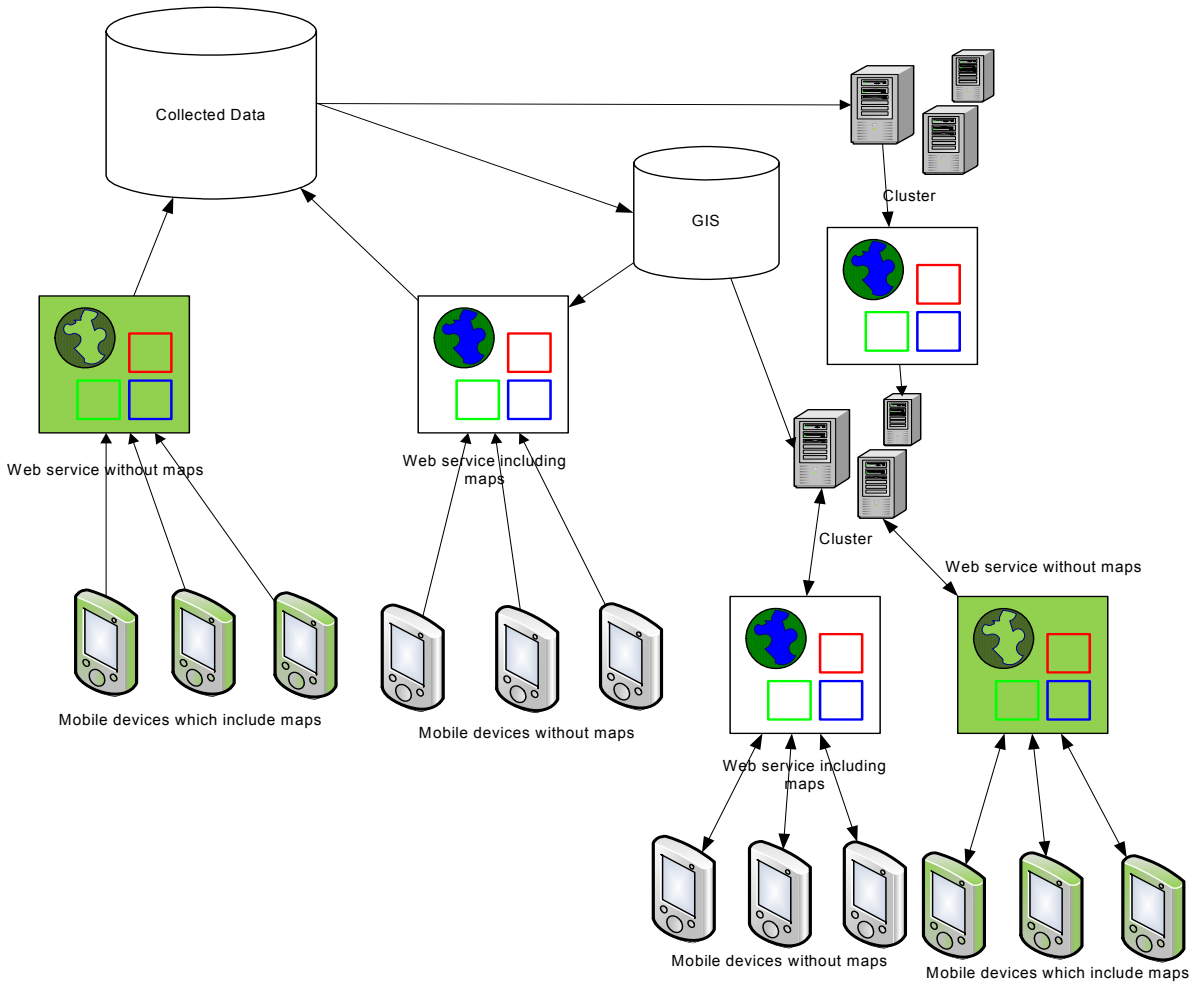 Collected Data
GIS
Cluster
Web service without maps
Web service including
maps
Cluster
Web service without maps
Mobile devices which include maps
Mobile devices without maps
Web service including
maps
Mobile devices without maps
Mobile devices which include maps